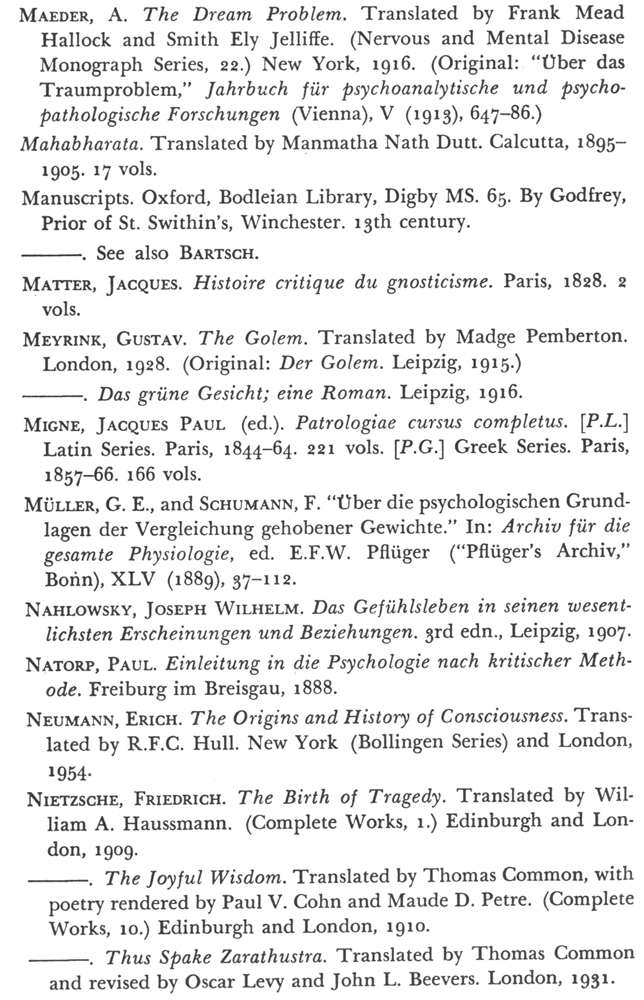 MAEDER, A. The Dream Problem. Translated by Frank Mead
Hallock and Smith Ely Jelliffe. (Nervous and Mental Disease
Monograph Series, 22.) New York, 1916. (Original: "Über das
Traumproblem," Jahrbuch für psychoanalytische und psycho-
pathologische Forschungen (Vienna), V (1913), 647–86.)
Mahabharata. Translated by Manmatha Nath Dutt. Calcutta, 1895–
1905. 17 vols.
Manuscripts. Oxford, Bodleian Library, Digby MS. 65. By Godfrey,
Prior of St. Swithin's, Winchester. 13th century.
———. See also BARTSCH.
MATTER, JACQUES. Histoire critique du gnosticisme. Paris, 1828. 2
vols.
MEYRINK, GUSTAV. The Golem. Translated by Madge Pemberton.
London, 1928. (Original: Der Golem. Leipzig, 1915.)
———. Das grüne Gesicht; eine Roman. Leipzig, 1916.
MIGNE, JACQUES PAUL (ed.). Patrologiae cursus completus. [P.L.]
Latin Series. Paris, 1844–64. 221 vols. [P.G.] Greek Series. Paris,
1857–66. 166 vols.
MÜLLER, G. E., and SCHUMANN, F. "Über die psychologischen Grund-
lagen der Vergleichung gehobener Gewichte." In: Archiv für die
gesamte Physiologie, ed. E.F.W. Pflüger ("Pflüger's Archiv,"
Bonn), XLV (1889), 37–112.
NAHLOWSKY, JOSEPH WILHELM. Das Gefühlsleben in seinen wesent-
lichsten Erscheinungen und Beziehungen. 3rd edn., Leipzig, 1907.
NATORP, PAUL. Einleitung in die Psychologie nach kritischer Meth-
ode. Freiburg im Breisgau, 1888.
NEUMANN, ERICH. The Origins and History of Consciousness. Trans-
lated by R.F.C. Hull. New York (Bollingen Series) and London,
1954.
NIETZSCHE, FRIEDRICH. The Birth of Tragedy. Translated by Wil-
liam A. Haussmann. (Complete Works, 1.) Edinburgh and Lon-
don, 1909.
———. The Joyful Wisdom. Translated by Thomas Common, with
poetry rendered by Paul V. Cohn and Maude D. Petre. (Complete
Works, 10.) Edinburgh and London, 1910.
———. Thus Spake Zarathustra. Translated by Thomas Common
and revised by Oscar Levy and John L. Beevers. London, 1931.